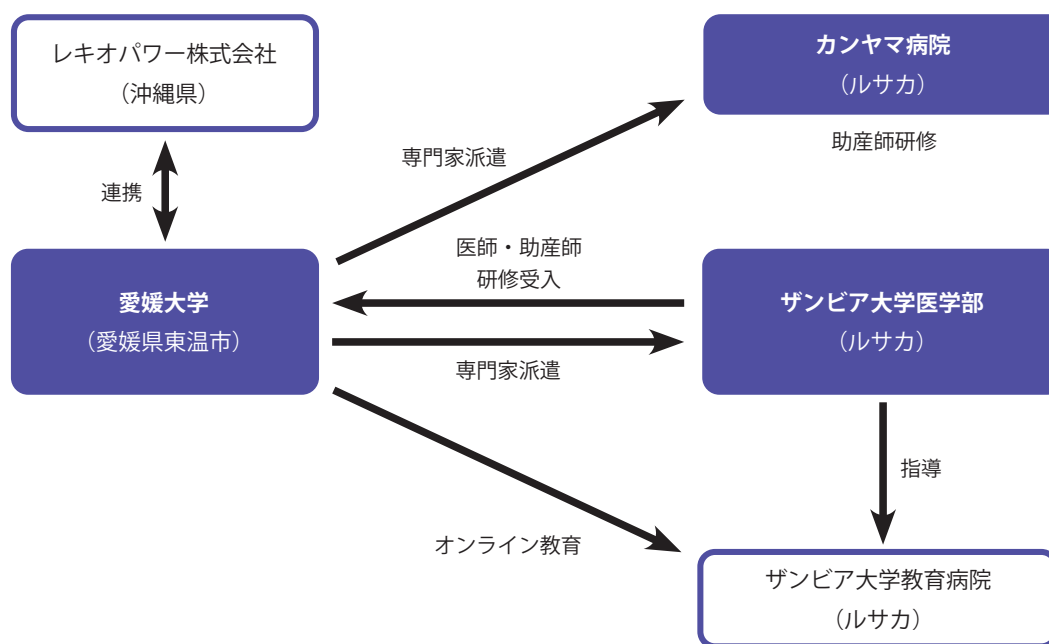 レキオパワー株式会社
（沖縄県）
カンヤマ病院
（ルサカ）
助産師研修
専門家派遣
連携
医師・助産師
研修受入
愛媛大学
（愛媛県東温市）
ザンビア大学医学部
（ルサカ）
専門家派遣
指導
オンライン教育
ザンビア大学教育病院
（ルサカ）